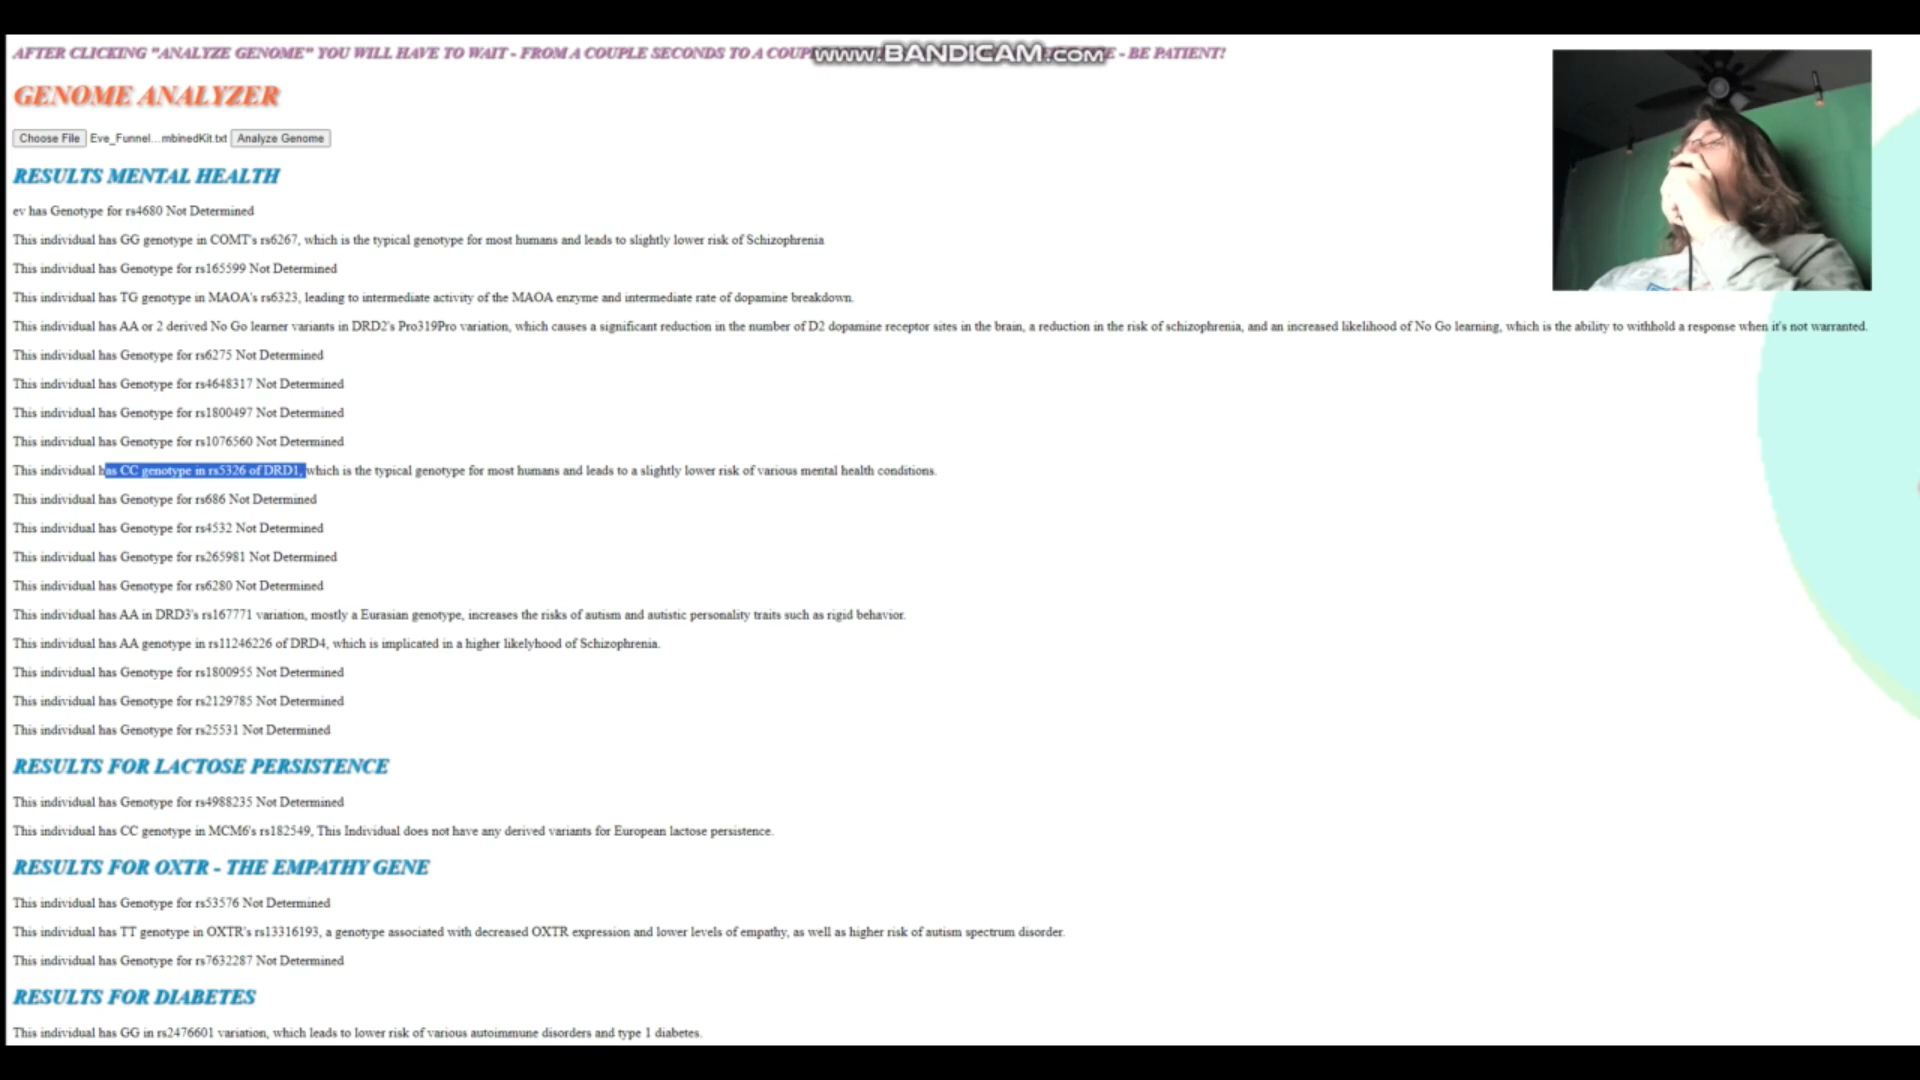 AFTER CLICKING "ANALYZE GENOME" YOU WILL HAVE TO WAIT - FROM A COUPLE SECONDS TO A COUP
www.BANDICAM.com
E - BE PATIENT!
GENOME ANALYZER
Choose File Eve_Funnel...mbinedKit.txt Analyze Genome
RESULTS MENTAL HEALTH
ev has Genotype for rs4680 Not Determined
This individual has GG genotype in COMT's rs6267, which is the typical genotype for most humans and leads to slightly lower risk of Schizophrenia
This individual has Genotype for rs165599 Not Determined
This individual has TG genotype in MAOA's rs6323, leading to intermediate activity of the MAOA enzyme and intermediate rate of dopamine breakdown.
This individual has AA or 2 derived No Go learner variants in DRD2's Pro319Pro variation, which causes a significant reduction in the number of D2 dopamine receptor sites in the brain, a reduction in the risk of schizophrenia, and an increased likelihood of No Go learning, which is the ability to withhold a response when it's not warranted.
This individual has Genotype for rs6275 Not Determined
This individual has Genotype for rs4648317 Not Determined
This individual has Genotype for rs1800497 Not Determined
This individual has Genotype for rs1076560 Not Determined
This individual has CC genotype in rs5326 of DRD1, which is the typical genotype for most humans and leads to a slightly lower risk of various mental health conditions.
This individual has Genotype for rs686 Not Determined
This individual has Genotype for rs4532 Not Determined
This individual has Genotype for rs265981 Not Determined
This individual has Genotype for rs6280 Not Determined
This individual has AA in DRD3's rs167771 variation, mostly a Eurasian genotype, increases the risks of autism and autistic personality traits such as rigid behavior.
This individual has AA genotype in rs11246226 of DRD4, which is implicated in a higher likelyhood of Schizophrenia.
This individual has Genotype for rs1800955 Not Determined
This individual has Genotype for rs2129785 Not Determined
This individual has Genotype for rs25531 Not Determined
RESULTS FOR LACTOSE PERSISTENCE
This individual has Genotype for rs4988235 Not Determined
This individual has CC genotype in MCM6's rs182549, This Individual does not have any derived variants for European lactose persistence.
RESULTS FOR OXTR - THE EMPATHY GENE
This individual has Genotype for rs53576 Not Determined
This individual has TT genotype in OXTR's rs13316193, a genotype associated with decreased OXTR expression and lower levels of empathy, as well as higher risk of autism spectrum disorder.
This individual has Genotype for rs7632287 Not Determined
RESULTS FOR DIABETES
This individual has GG in rs2476601 variation, which leads to lower risk of various autoimmune disorders and type 1 diabetes.